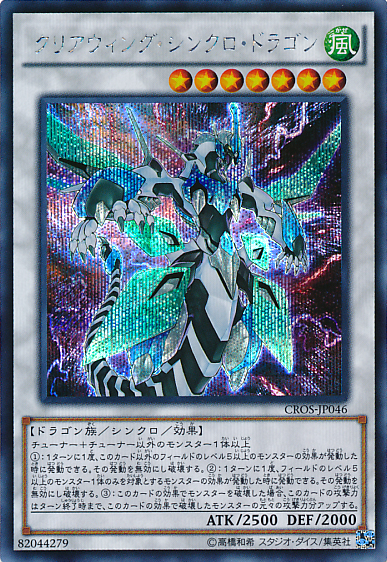 クリアウィング・シンクロ・ドラゴン
風
CROS-JP046
【ドラゴン族／シンクロ／効果】
チューナー＋チューナー以外のモンスター1体以上
①：1ターンに1度、このカード以外のフィールドのレベル5以上のモンスターの効果が発動した
時に発動できる。その発動を無効にし破壊する。②：1ターンに1度、フィールドのレベル5
以上のモンスター1体のみを対象とするモンスターの効果が発動した時に発動できる。その発動を
無効にし破壊する。③：このカードの効果でモンスターを破壊した場合、このカードの攻撃力
はターン終了時まで、このカードの効果で破壊したモンスターの元々の攻撃力分アップする。
ATK/2500 DEF/2000
82044279
©高橋和希 スタジオ・ダイス/集英社